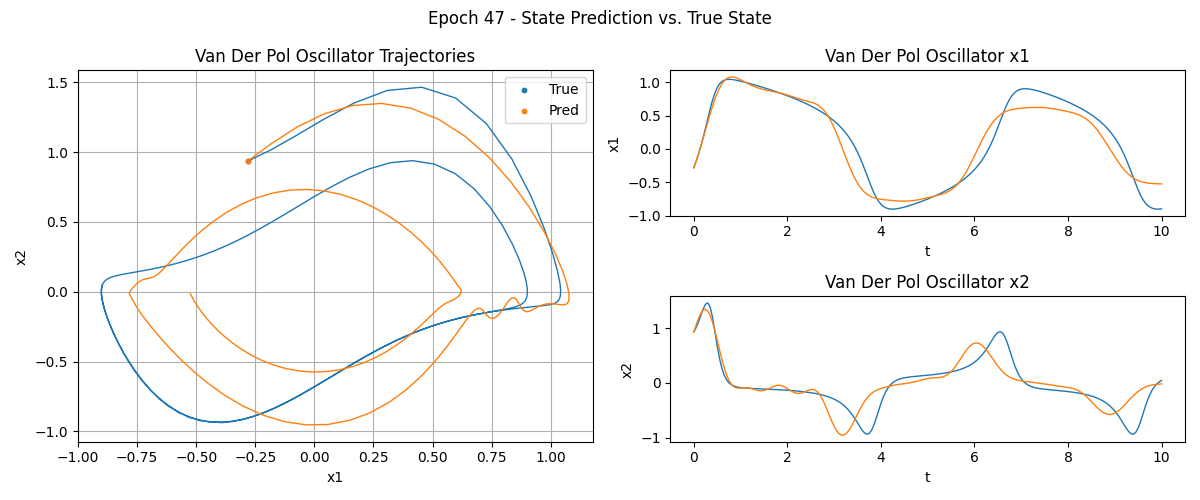 Epoch 47 - State Prediction vs. True State
Van Der Pol Oscillator Trajectories
True
Pred
1.5
1.0
0.5
0.0
−0.5
−1.0
x2
−1.00 −0.75 −0.50 −0.25 0.00 0.25 0.50 0.75 1.00
x1
Van Der Pol Oscillator x1
1.0
0.5
0.0
−0.5
−1.0
x1
0 2 4 6 8 10
t
Van Der Pol Oscillator x2
1
0
−1
x2
0 2 4 6 8 10
t